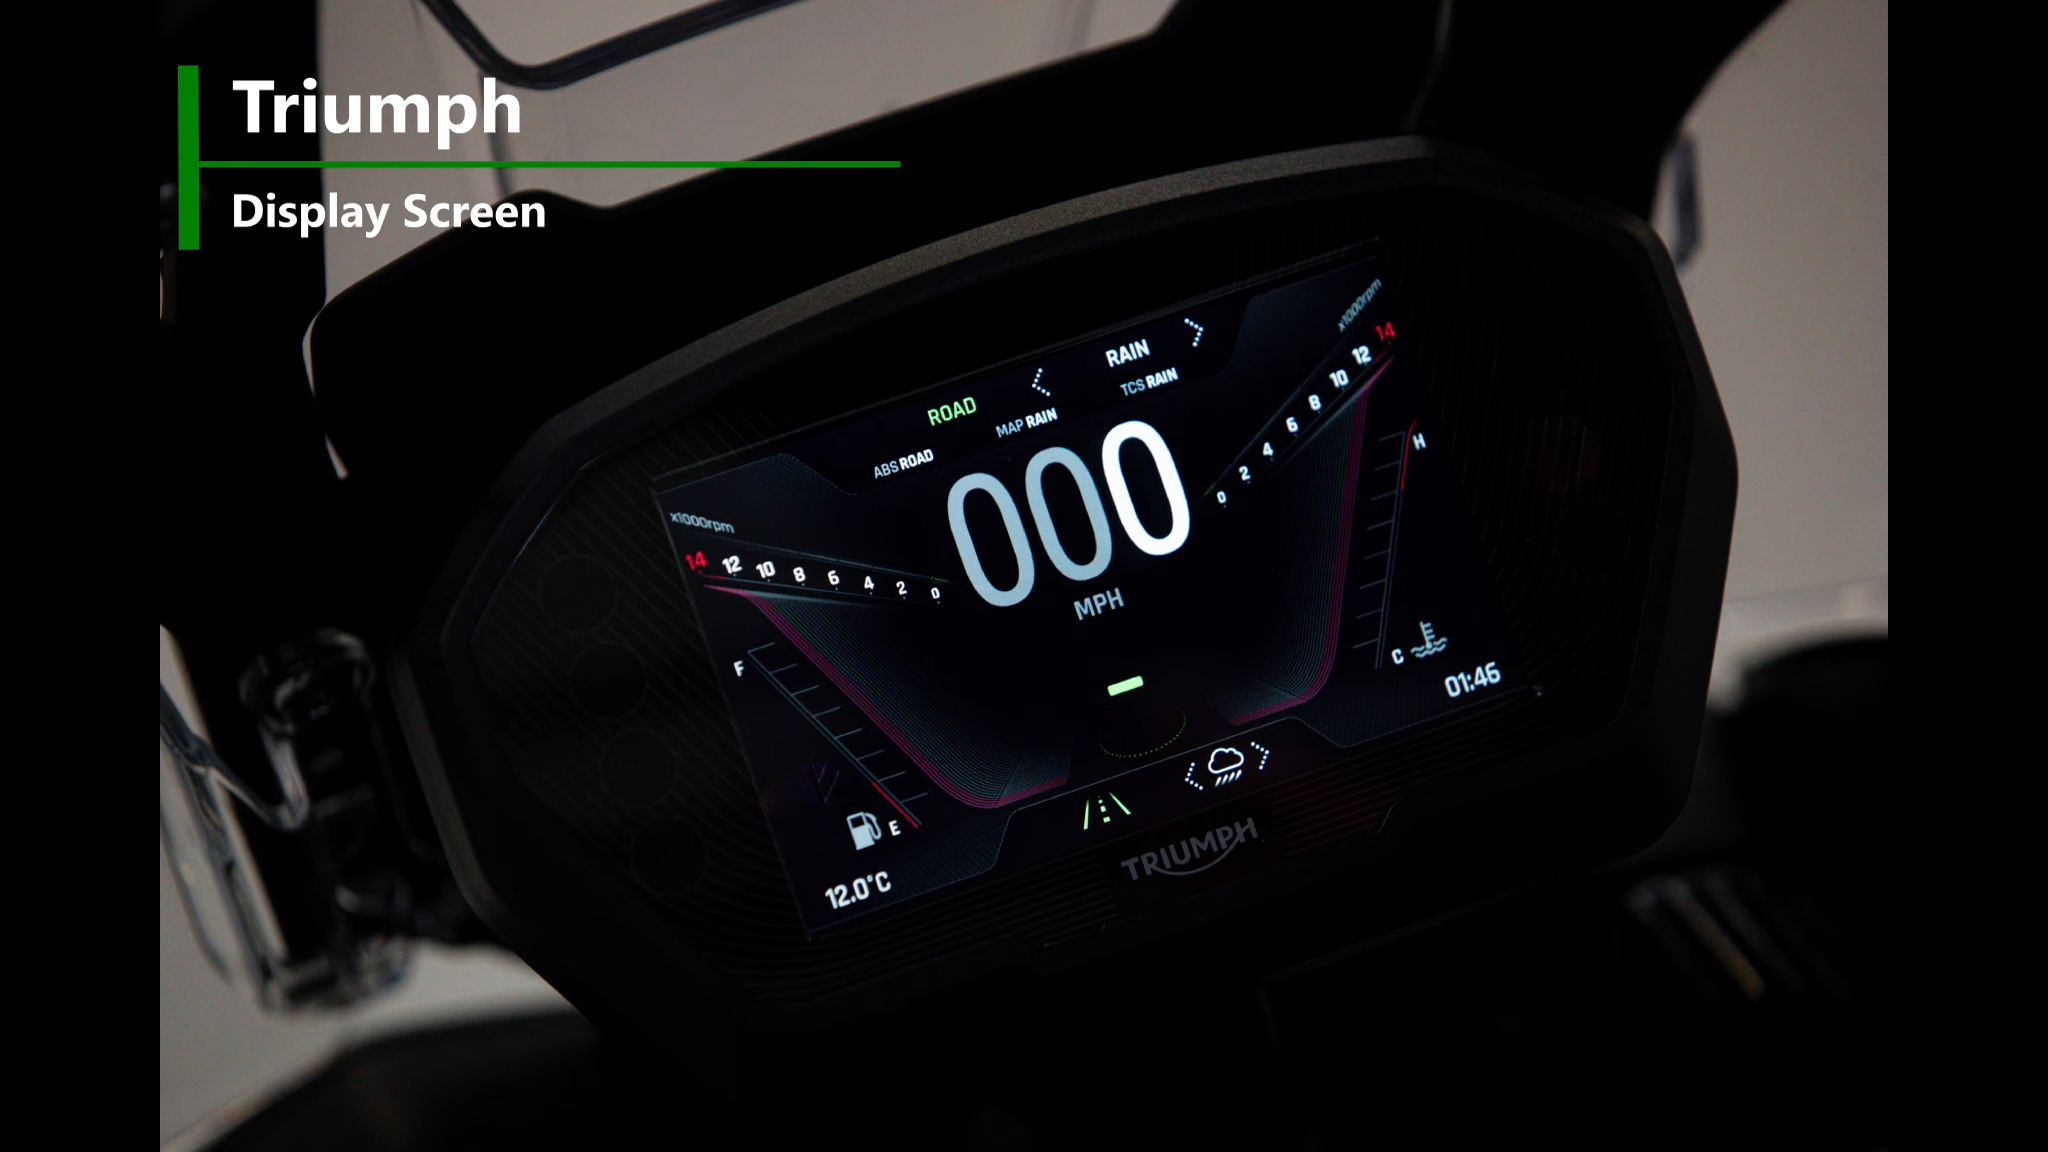 Triumph
Display Screen
RAIN
ROAD
TCS RAIN
MAP RAIN
ABS ROAD
000
MPH
x1000rpm
14 12 10 8 6 4 2 0
x1000rpm
0 2 4 6 8 10 12 14
F
E
H
C
12.0°C
01:46
TRIUMPH